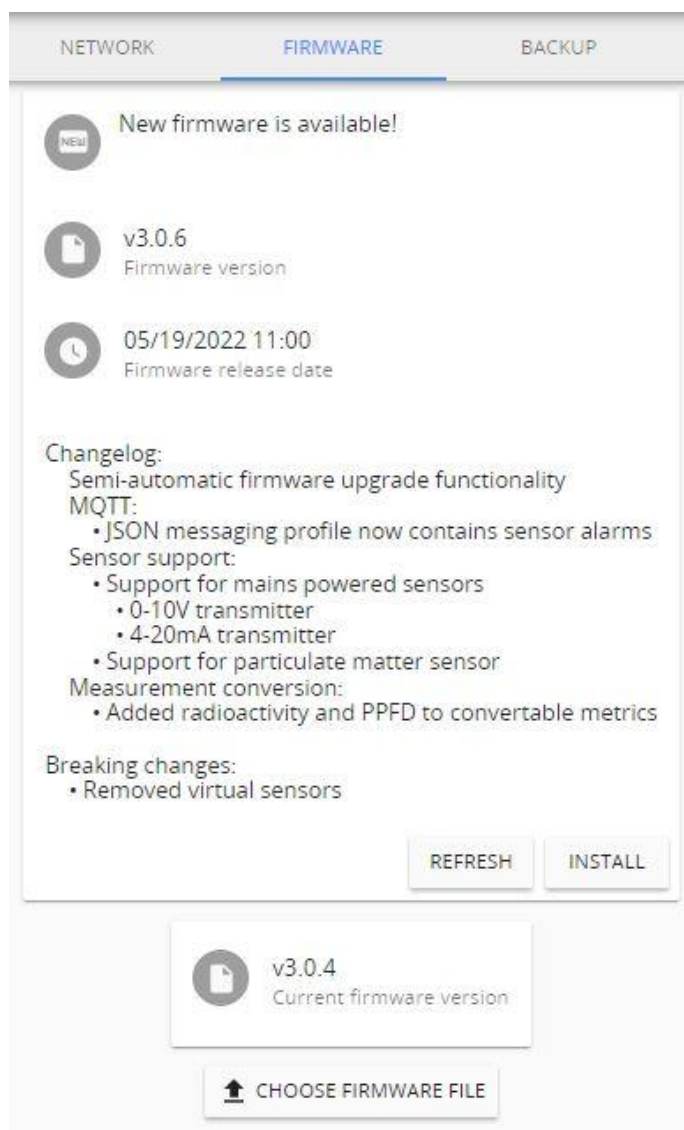 NETWORK FIRMWARE BACKUP
NEW
New firmware is available!
v3.0.6
Firmware version
05/19/2022 11:00
Firmware release date
Changelog:
Semi-automatic firmware upgrade functionality
MQTT:
• JSON messaging profile now contains sensor alarms
Sensor support:
• Support for mains powered sensors
• 0-10V transmitter
• 4-20mA transmitter
• Support for particulate matter sensor
Measurement conversion:
• Added radioactivity and PPFD to convertable metrics
Breaking changes:
• Removed virtual sensors
REFRESH INSTALL
v3.0.4
Current firmware version
CHOOSE FIRMWARE FILE